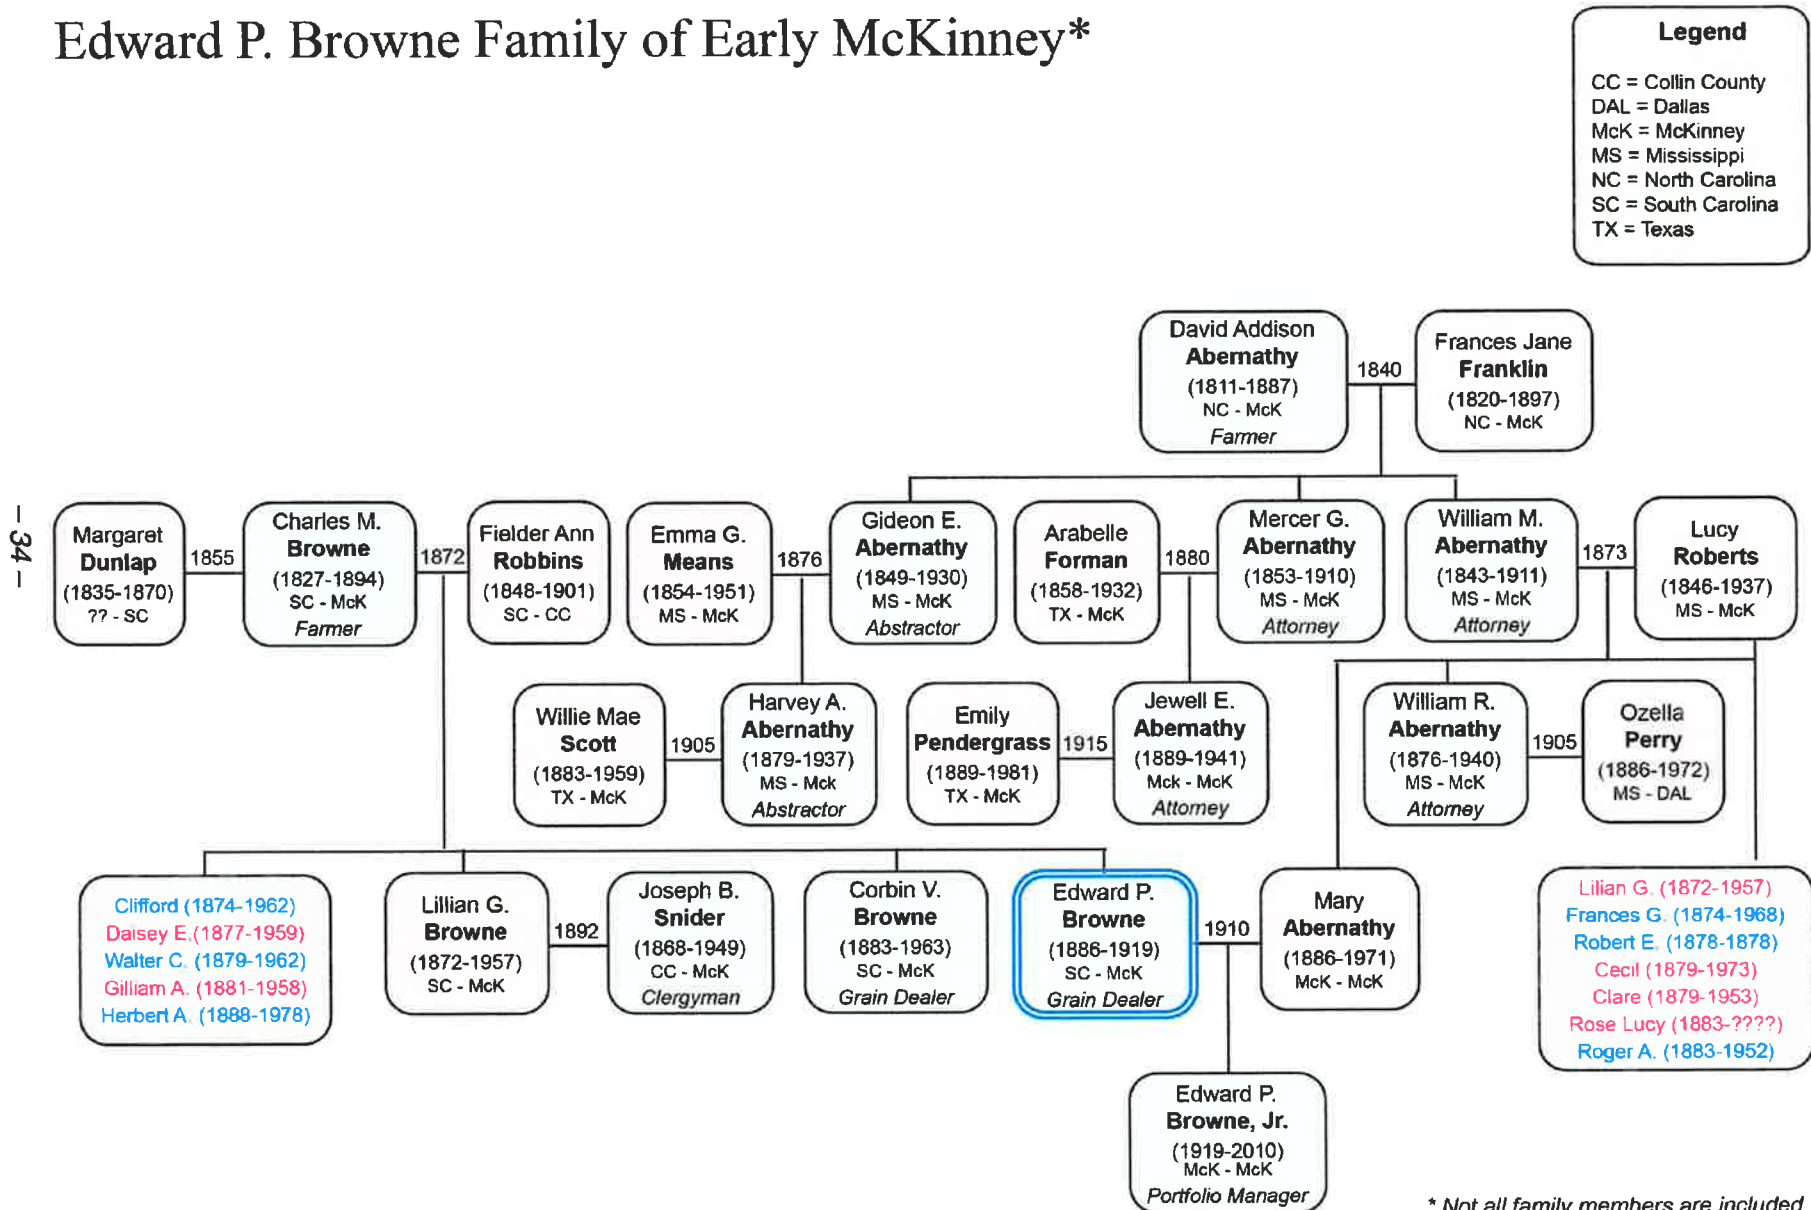 Edward P. Browne Family of Early McKinney*
Legend
CC = Collin County
DAL = Dallas
McK = McKinney
MS = Mississippi
NC = North Carolina
SC = South Carolina
TX = Texas
David Addison
Abernathy
(1811-1887)
NC - McK
Farmer
1840
Frances Jane
Franklin
(1820-1897)
NC - McK
- 34 -
Margaret
Dunlap
(1835-1870)
?? - SC
1855
Charles M.
Browne
(1827-1894)
SC - McK
Farmer
1872
Fielder Ann
Robbins
(1848-1901)
SC - CC
Emma G.
Means
(1854-1951)
MS - McK
1876
Gideon E.
Abernathy
(1849-1930)
MS - McK
Abstractor
Arabelle
Forman
(1858-1932)
TX - McK
1880
Mercer G.
Abernathy
(1853-1910)
MS - McK
Attorney
William M.
Abernathy
(1843-1911)
MS - McK
Attorney
1873
Lucy
Roberts
(1846-1937)
MS - McK
Willie Mae
Scott
(1883-1959)
TX - McK
1905
Harvey A.
Abernathy
(1879-1937)
MS - Mck
Abstractor
Emily
Pendergrass
(1889-1981)
TX - McK
1915
Jewell E.
Abernathy
(1889-1941)
Mck - McK
Attorney
William R.
Abernathy
(1876-1940)
MS - McK
Attorney
1905
Ozella
Perry
(1886-1972)
MS - DAL
Clifford (1874-1962)
Daisey E.(1877-1959)
Walter C. (1879-1962)
Gilliam A. (1881-1958)
Herbert A. (1888-1978)
Lillian G.
Browne
(1872-1957)
SC - McK
1892
Joseph B.
Snider
(1868-1949)
CC - McK
Clergyman
Corbin V.
Browne
(1883-1963)
SC - McK
Grain Dealer
Edward P.
Browne
(1886-1919)
SC - McK
Grain Dealer
1910
Mary
Abernathy
(1886-1971)
McK - McK
Lilian G. (1872-1957)
Frances G. (1874-1968)
Robert E. (1878-1878)
Cecil (1879-1973)
Clare (1879-1953)
Rose Lucy (1883-????)
Roger A. (1883-1952)
Edward P.
Browne, Jr.
(1919-2010)
McK - McK
Portfolio Manager
* Not all family members are included